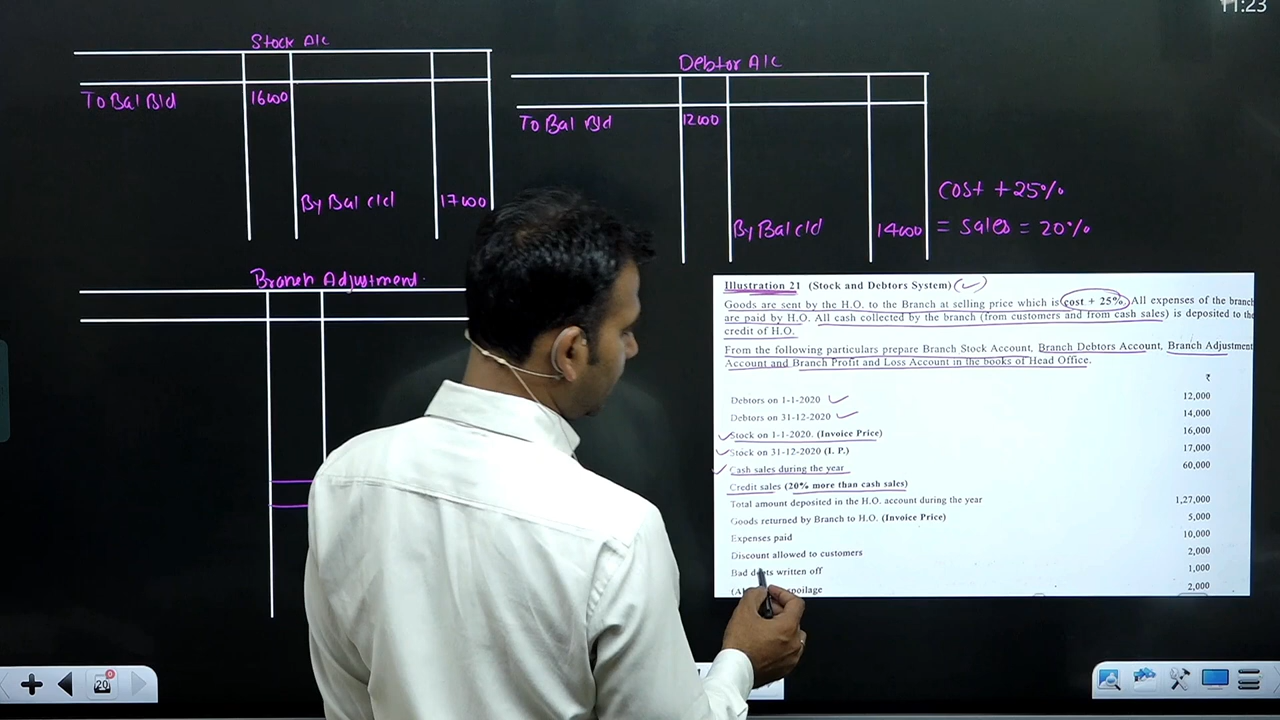 11:23
Stock A/c
To Bal B/d 16000
By Bal c/d 17000
Debtor A/c
To Bal B/d 12000
By Bal c/d 14000
Cost + 25%
= Sales = 20%
Branch Adjustment
Illustration 21 (Stock and Debtors System)
Goods are sent by the H.O. to the Branch at selling price which is cost + 25%. All expenses of the branch
are paid by H.O. All cash collected by the branch (from customers and from cash sales) is deposited to the
credit of H.O.
From the following particulars prepare Branch Stock Account, Branch Debtors Account, Branch Adjustment
Account and Branch Profit and Loss Account in the books of Head Office.
₹
Debtors on 1-1-2020 12,000
Debtors on 31-12-2020 14,000
Stock on 1-1-2020. (Invoice Price) 16,000
Stock on 31-12-2020 (I. P.) 17,000
Cash sales during the year 60,000
Credit sales (20% more than cash sales)
Total amount deposited in the H.O. account during the year 1,27,000
Goods returned by Branch to H.O. (Invoice Price) 5,000
Expenses paid 10,000
Discount allowed to customers 2,000
Bad debts written off 1,000
spoilage 2,000
20